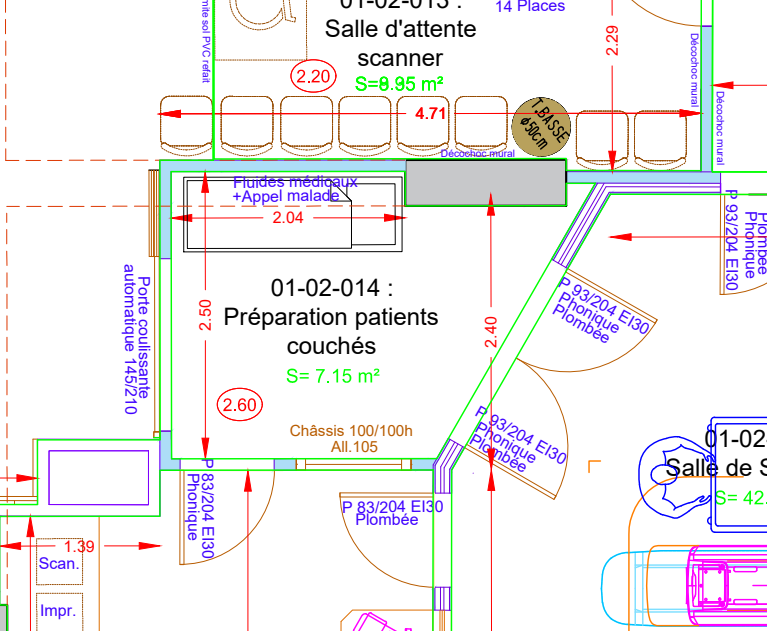 01-02-013 :
Salle d'attente
scanner
S=8.95 m²
14 Places
2.20
2.29
4.71
T.BASSE
ø50cm
Décochoc mural
Décochoc mural
Décochoc mural
sol PVC refait
Fluides médicaux
+Appel malade
2.04
01-02-014 :
Préparation patients
couchés
S= 7.15 m²
2.50
2.40
2.60
Châssis 100/100h
All.105
Porte coulissante
automatique 145/210
P 93/204 EI30
Phonique
Plombée
P 93/204 EI30
Phonique
Plombée
P 93/204 EI30
Phonique
Plombée
P 83/204 EI30
Phonique
P 83/204 EI30
Plombée
1.39
Scan.
Impr.
01-02
Salle de S
S= 42.